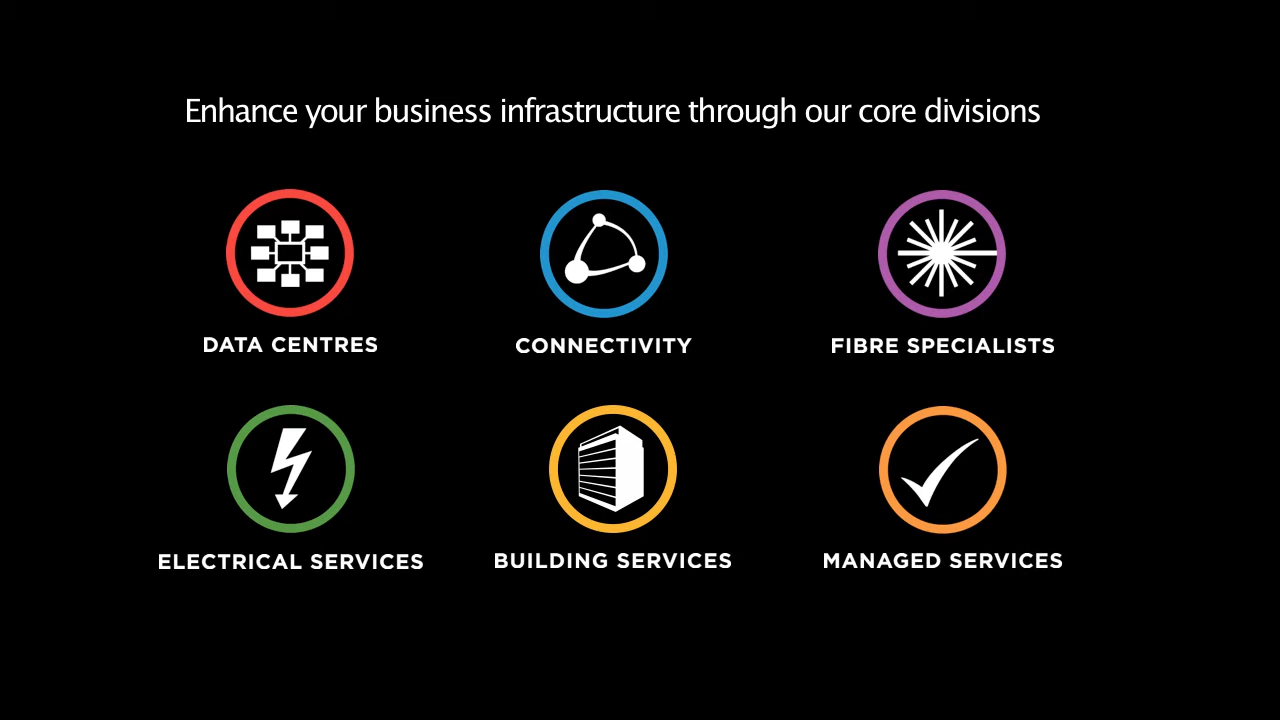 Enhance your business infrastructure through our core divisions
DATA CENTRES
CONNECTIVITY
FIBRE SPECIALISTS
ELECTRICAL SERVICES
BUILDING SERVICES
MANAGED SERVICES